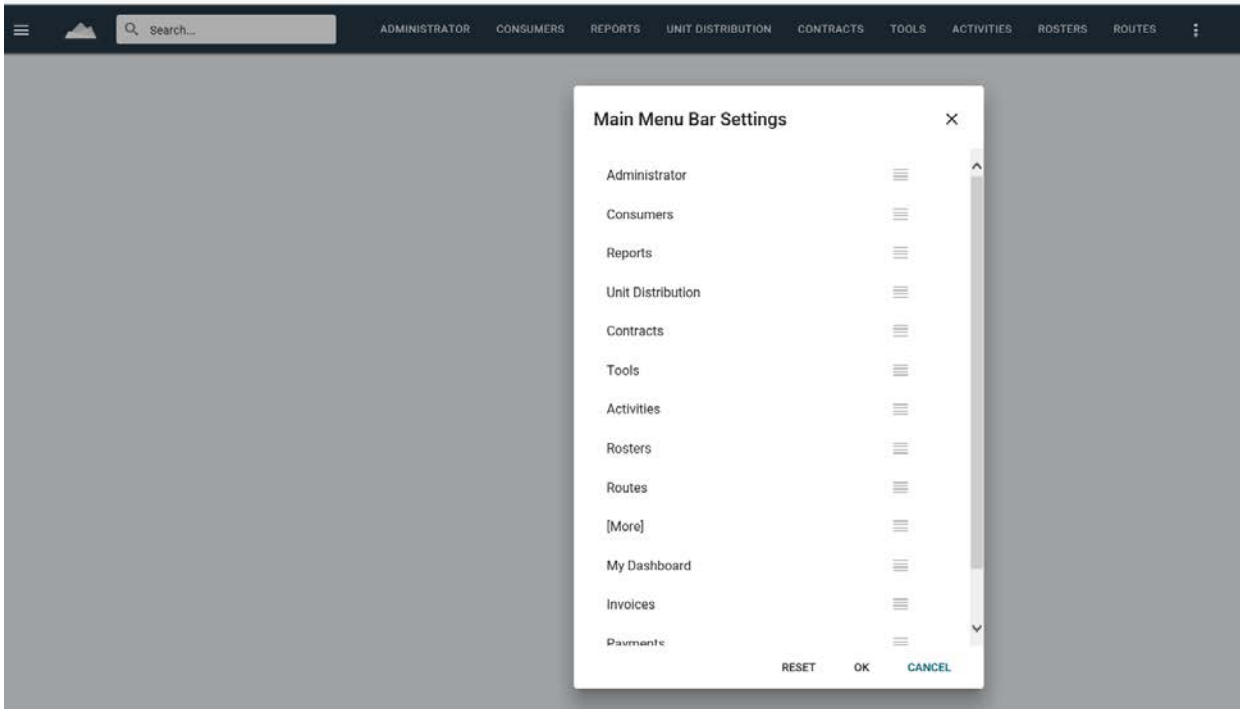 Search... ADMINISTRATOR CONSUMERS REPORTS UNIT DISTRIBUTION CONTRACTS TOOLS ACTIVITIES ROSTERS ROUTES
Main Menu Bar Settings
Administrator
Consumers
Reports
Unit Distribution
Contracts
Tools
Activities
Rosters
Routes
[More]
My Dashboard
Invoices
Payments
RESET OK CANCEL